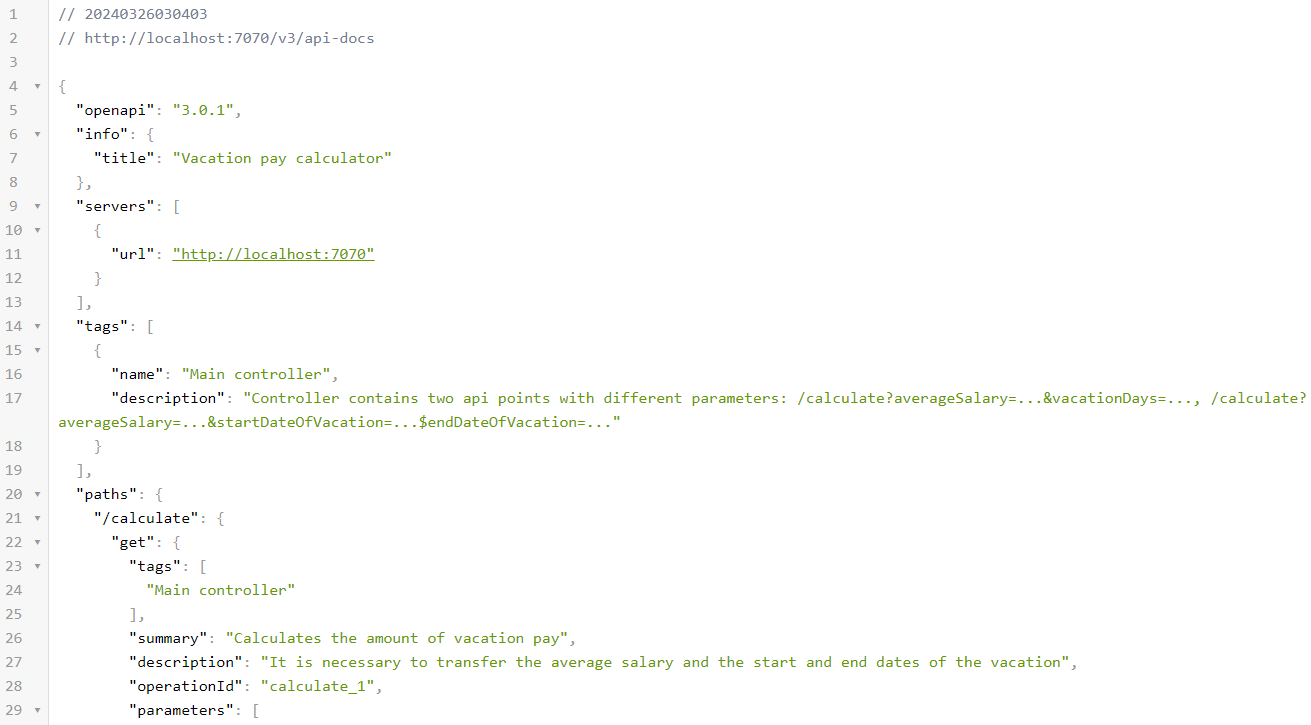 1 // 20240326030403
2 // http://localhost:7070/v3/api-docs
3
4 ▾ {
5 "openapi": "3.0.1",
6 ▾ "info": {
7 "title": "Vacation pay calculator"
8 },
9 ▾ "servers": [
10 ▾ {
11 "url": "http://localhost:7070"
12 }
13 ],
14 ▾ "tags": [
15 ▾ {
16 "name": "Main controller",
17 "description": "Controller contains two api points with different parameters: /calculate?averageSalary=...&vacationDays=..., /calculate?
averageSalary=...&startDateOfVacation=...$endDateOfVacation=..."
18 }
19 ],
20 ▾ "paths": {
21 ▾ "/calculate": {
22 ▾ "get": {
23 ▾ "tags": [
24 "Main controller"
25 ],
26 "summary": "Calculates the amount of vacation pay",
27 "description": "It is necessary to transfer the average salary and the start and end dates of the vacation",
28 "operationId": "calculate_1",
29 ▾ "parameters": [